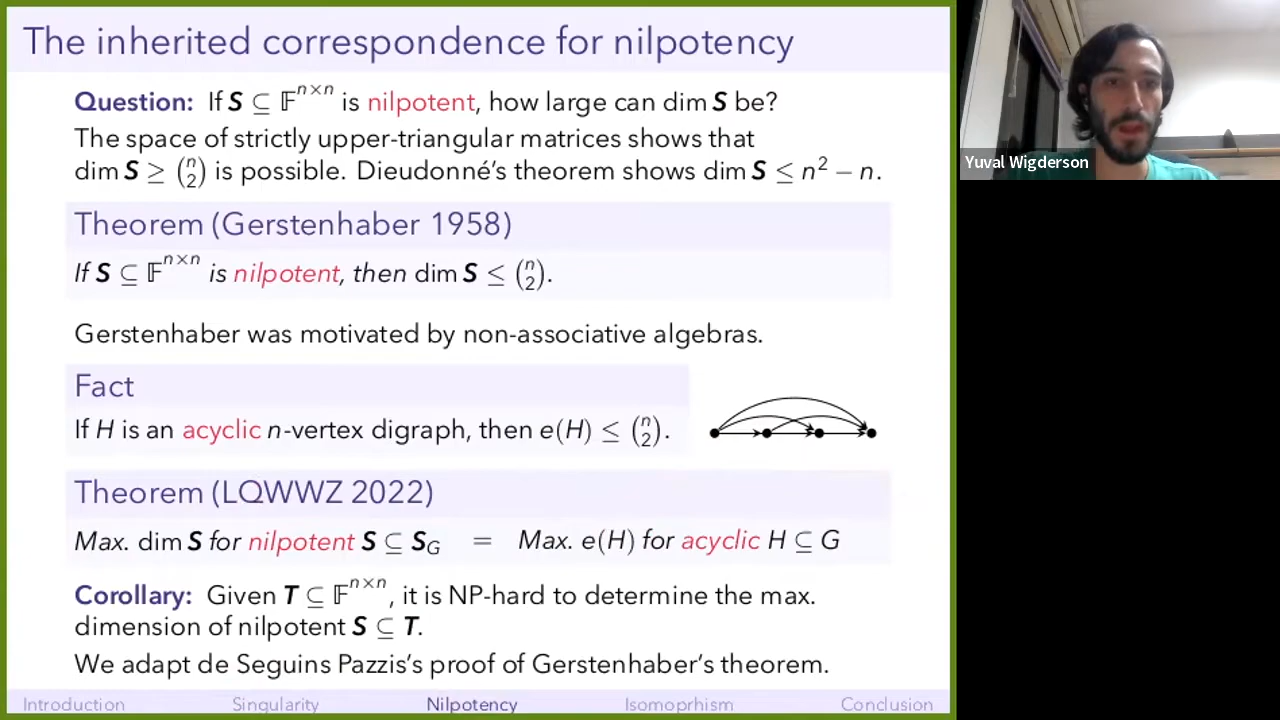 The inherited correspondence for nilpotency
Question: If S ⊆ 𝔽ⁿˣⁿ is nilpotent, how large can dim S be?
The space of strictly upper-triangular matrices shows that
dim S ≥ (n 2) is possible. Dieudonné's theorem shows dim S ≤ n² − n.
Theorem (Gerstenhaber 1958)
If S ⊆ 𝔽ⁿˣⁿ is nilpotent, then dim S ≤ (n 2).
Gerstenhaber was motivated by non-associative algebras.
Fact
If H is an acyclic n-vertex digraph, then e(H) ≤ (n 2).
Theorem (LQWWZ 2022)
Max. dim S for nilpotent S ⊆ S_G = Max. e(H) for acyclic H ⊆ G
Corollary: Given T ⊆ 𝔽ⁿˣⁿ, it is NP-hard to determine the max.
dimension of nilpotent S ⊆ T.
We adapt de Seguins Pazzis's proof of Gerstenhaber's theorem.
Introduction Singularity Nilpotency Isomoprhism Conclusion
Yuval Wigderson